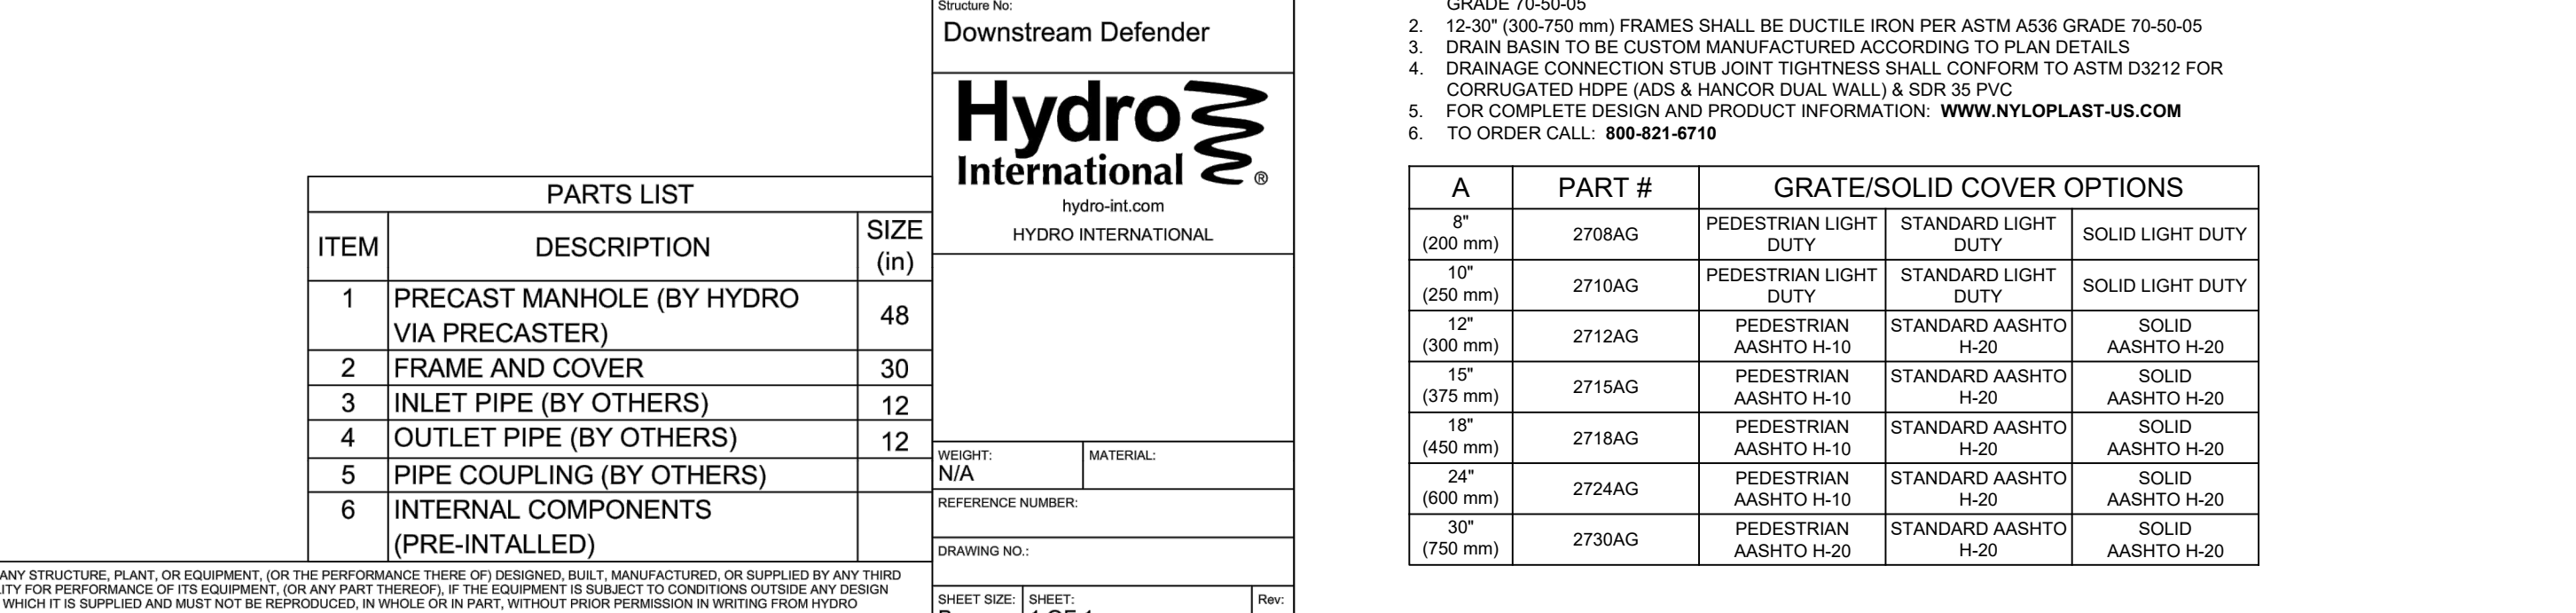 PARTS LIST
ITEM DESCRIPTION SIZE (in)
1 PRECAST MANHOLE (BY HYDRO VIA PRECASTER) 48
2 FRAME AND COVER 30
3 INLET PIPE (BY OTHERS) 12
4 OUTLET PIPE (BY OTHERS) 12
5 PIPE COUPLING (BY OTHERS)
6 INTERNAL COMPONENTS (PRE-INTALLED)
ANY STRUCTURE, PLANT, OR EQUIPMENT, (OR THE PERFORMANCE THERE OF) DESIGNED, BUILT, MANUFACTURED, OR SUPPLIED BY ANY THIRD
LITY FOR PERFORMANCE OF ITS EQUIPMENT, (OR ANY PART THEREOF), IF THE EQUIPMENT IS SUBJECT TO CONDITIONS OUTSIDE ANY DESIGN
WHICH IT IS SUPPLIED AND MUST NOT BE REPRODUCED, IN WHOLE OR IN PART, WITHOUT PRIOR PERMISSION IN WRITING FROM HYDRO
Structure No:
Downstream Defender
Hydro
International ®
hydro-int.com
HYDRO INTERNATIONAL
WEIGHT: MATERIAL:
N/A
REFERENCE NUMBER:
DRAWING NO.:
SHEET SIZE: SHEET: Rev:
GRADE 70-50-05
2. 12-30" (300-750 mm) FRAMES SHALL BE DUCTILE IRON PER ASTM A536 GRADE 70-50-05
3. DRAIN BASIN TO BE CUSTOM MANUFACTURED ACCORDING TO PLAN DETAILS
4. DRAINAGE CONNECTION STUB JOINT TIGHTNESS SHALL CONFORM TO ASTM D3212 FOR
CORRUGATED HDPE (ADS & HANCOR DUAL WALL) & SDR 35 PVC
5. FOR COMPLETE DESIGN AND PRODUCT INFORMATION: WWW.NYLOPLAST-US.COM
6. TO ORDER CALL: 800-821-6710
A PART # GRATE/SOLID COVER OPTIONS
8" (200 mm) 2708AG PEDESTRIAN LIGHT DUTY STANDARD LIGHT DUTY SOLID LIGHT DUTY
10" (250 mm) 2710AG PEDESTRIAN LIGHT DUTY STANDARD LIGHT DUTY SOLID LIGHT DUTY
12" (300 mm) 2712AG PEDESTRIAN AASHTO H-10 STANDARD AASHTO H-20 SOLID AASHTO H-20
15" (375 mm) 2715AG PEDESTRIAN AASHTO H-10 STANDARD AASHTO H-20 SOLID AASHTO H-20
18" (450 mm) 2718AG PEDESTRIAN AASHTO H-10 STANDARD AASHTO H-20 SOLID AASHTO H-20
24" (600 mm) 2724AG PEDESTRIAN AASHTO H-10 STANDARD AASHTO H-20 SOLID AASHTO H-20
30" (750 mm) 2730AG PEDESTRIAN AASHTO H-20 STANDARD AASHTO H-20 SOLID AASHTO H-20